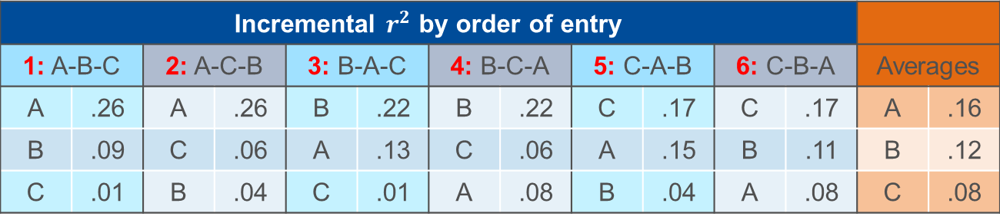 Incremental r² by order of entry
1: A-B-C 2: A-C-B 3: B-A-C 4: B-C-A 5: C-A-B 6: C-B-A Averages
A .26 A .26 B .22 B .22 C .17 C .17 A .16
B .09 C .06 A .13 C .06 A .15 B .11 B .12
C .01 B .04 C .01 A .08 B .04 A .08 C .08